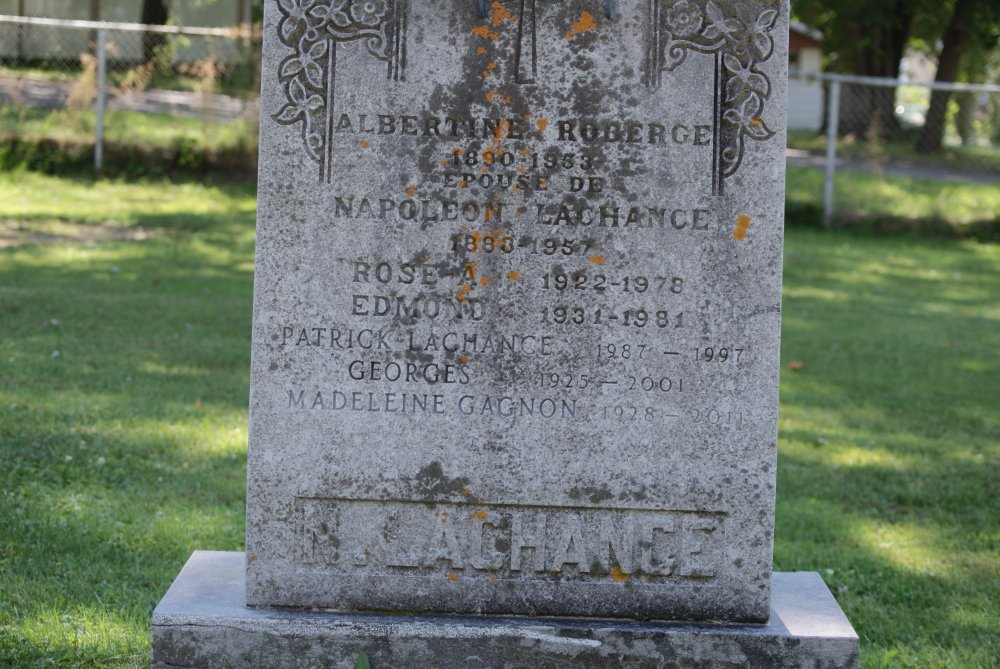 ALBERTINE RODERGE
1890-1953
EPOUSE DE
NAPOLEON LACHANCE
1883-1957
ROSE-A 1922-1978
EDMOND 1931-1981
PATRICK LACHANCE 1987 — 1997
GEORGES 1925 — 2001
MADELEINE GAGNON 1928 — 2011
N. LACHANCE